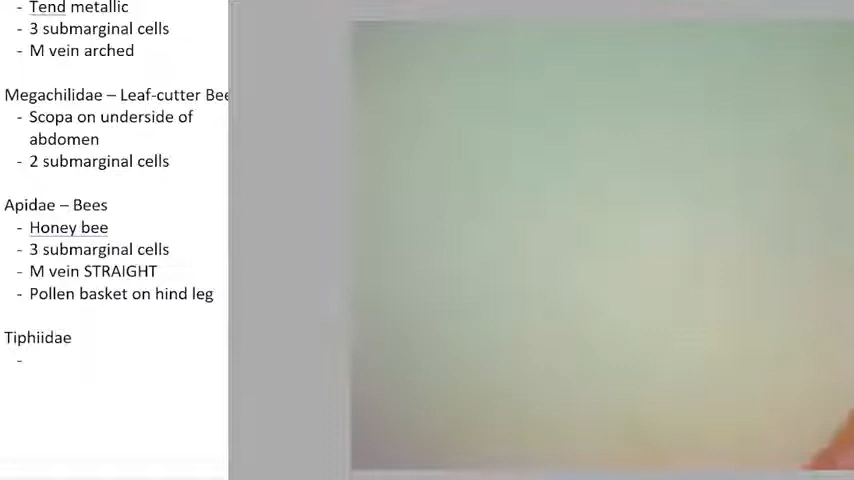 - Tend metallic
- 3 submarginal cells
- M vein arched
Megachilidae – Leaf-cutter Bee
- Scopa on underside of
abdomen
- 2 submarginal cells
Apidae – Bees
- Honey bee
- 3 submarginal cells
- M vein STRAIGHT
- Pollen basket on hind leg
Tiphiidae
-